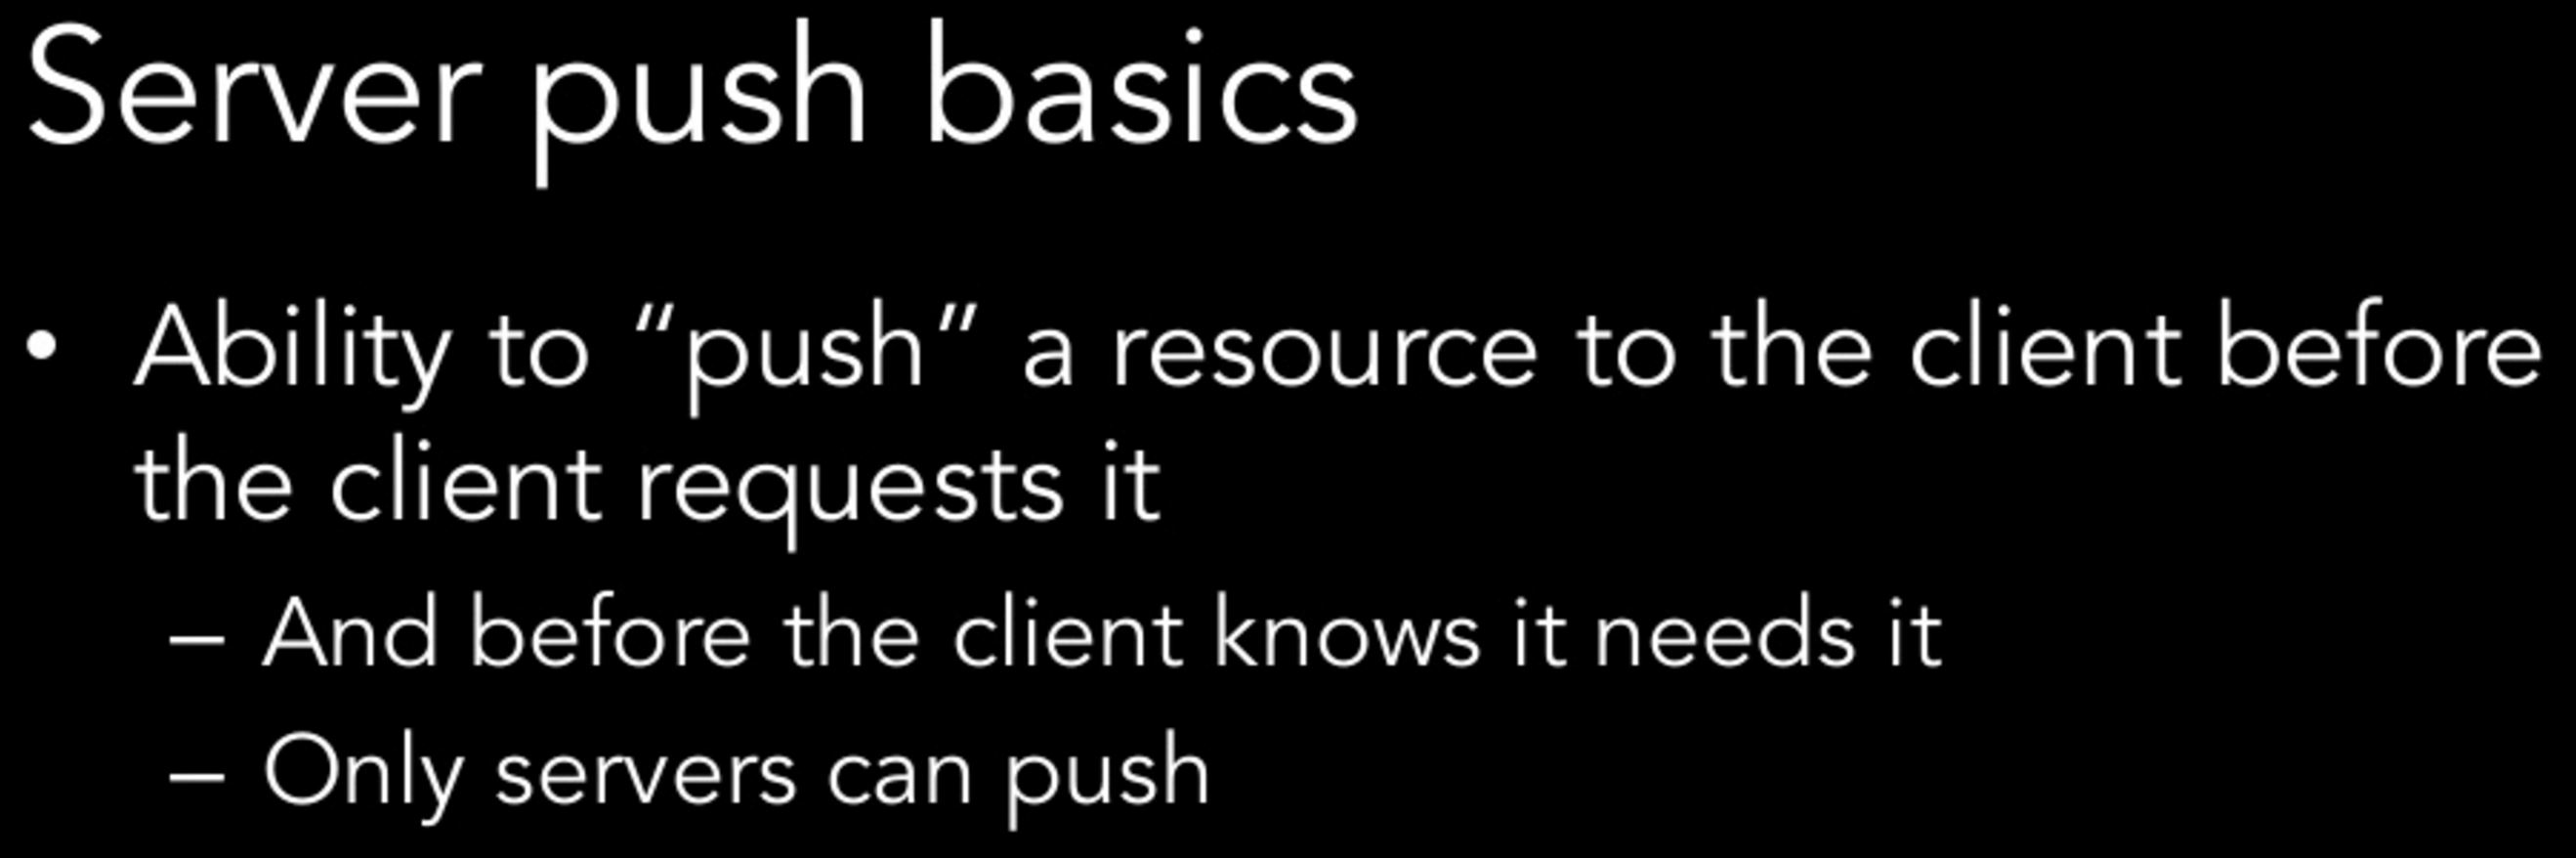 Server push basics
• Ability to “push” a resource to the client before
the client requests it
– And before the client knows it needs it
– Only servers can push